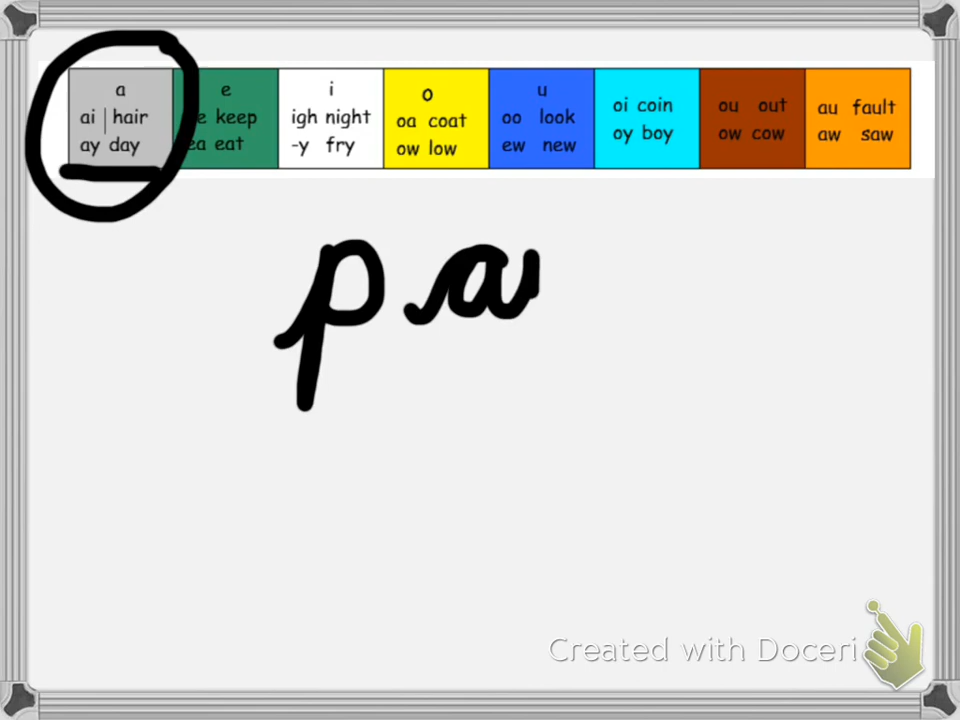 a e i o u
ai hair keep igh night oa coat oo look oi coin ou out au fault
ay day ea eat -y fry ow low ew new oy boy ow cow aw saw
p
Created with Doceri